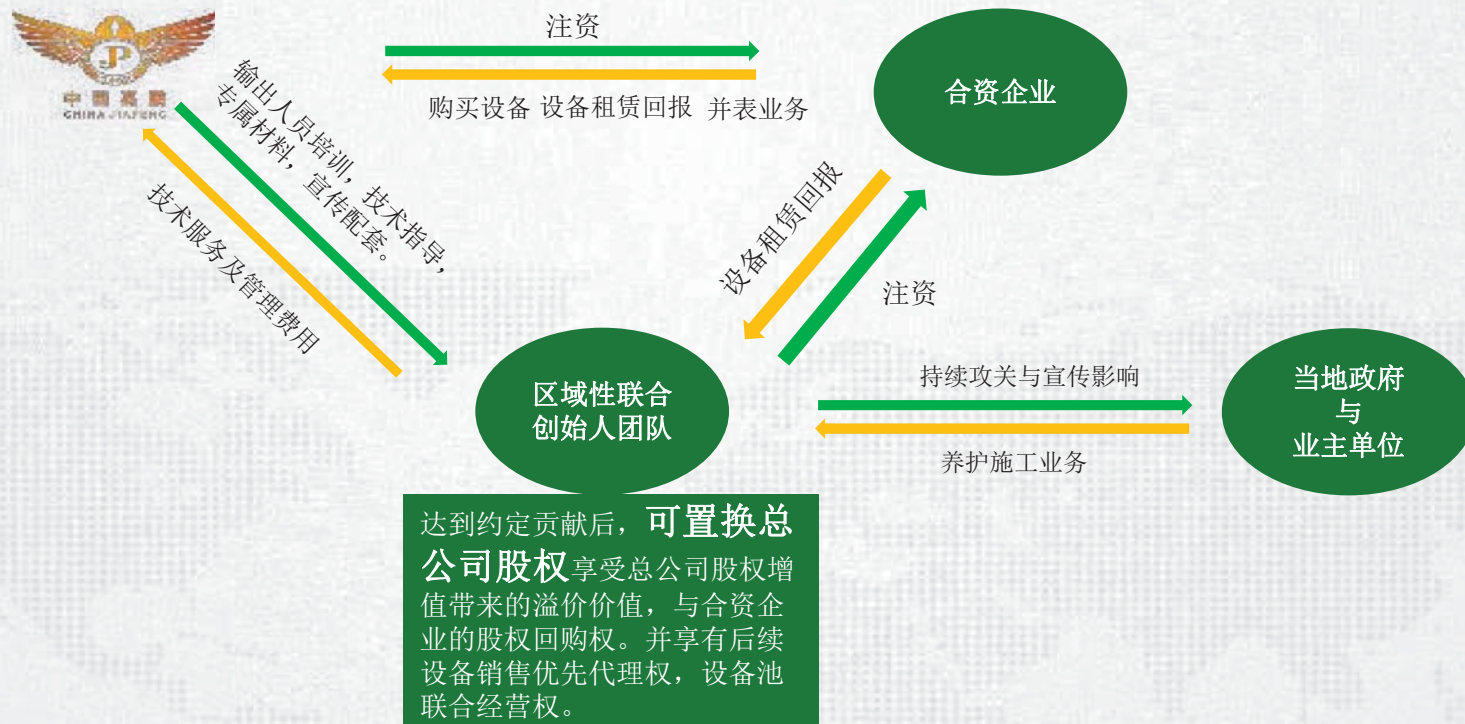 中国嘉鹏
CHINA JIAPENG
注资
购买设备 设备租赁回报 并表业务
合资企业
输出人员培训，技术指导，
专属材料，宣传配套。
技术服务及管理费用
设备租赁回报
注资
区域性联合
创始人团队
持续攻关与宣传影响
养护施工业务
当地政府
与
业主单位
达到约定贡献后，可置换总
公司股权享受总公司股权增
值带来的溢价价值，与合资企
业的股权回购权。并享有后续
设备销售优先代理权，设备池
联合经营权。